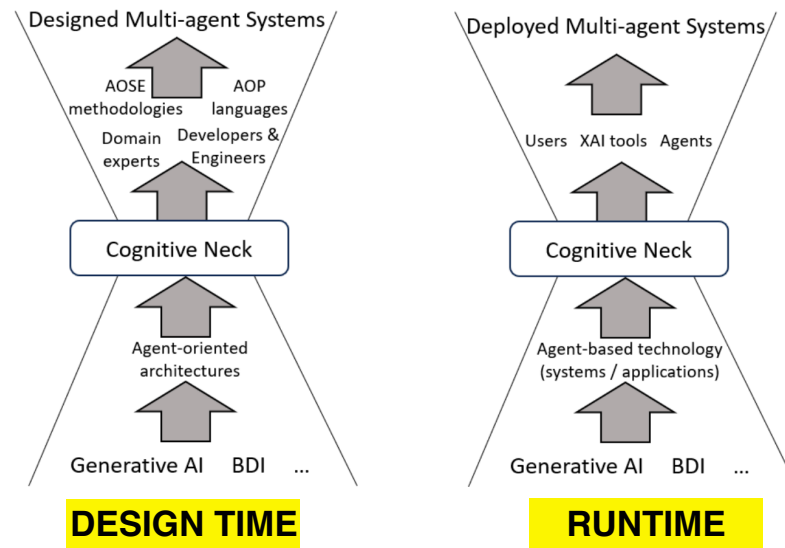 Designed Multi-agent Systems
AOSE
methodologies
AOP
languages
Domain
experts
Developers &
Engineers
Cognitive Neck
Agent-oriented
architectures
Generative AI BDI ...
DESIGN TIME
Deployed Multi-agent Systems
Users XAI tools Agents
Cognitive Neck
Agent-based technology
(systems / applications)
Generative AI BDI ...
RUNTIME